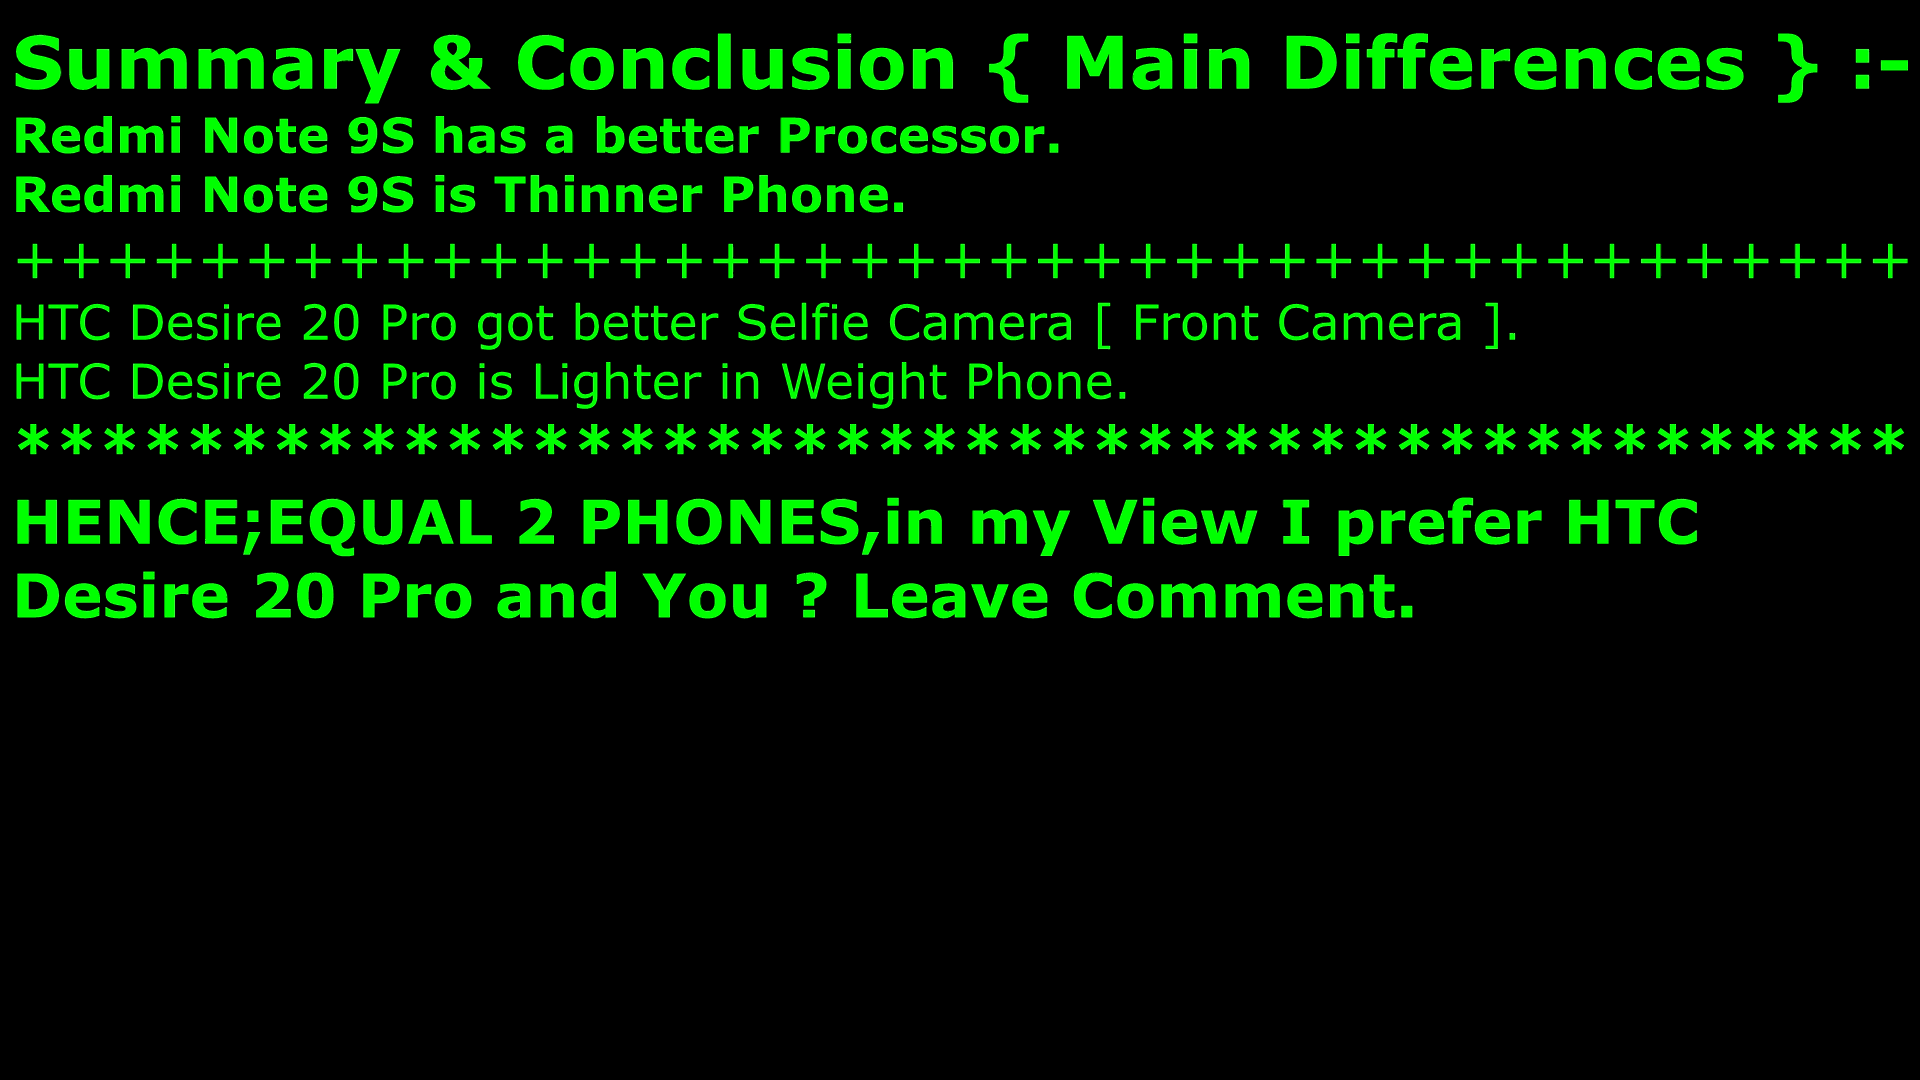 Summary & Conclusion { Main Differences } :-
Redmi Note 9S has a better Processor.
Redmi Note 9S is Thinner Phone.
+++++++++++++++++++++++++++++++++++++++++
HTC Desire 20 Pro got better Selfie Camera [ Front Camera ].
HTC Desire 20 Pro is Lighter in Weight Phone.
********************************************
HENCE;EQUAL 2 PHONES,in my View I prefer HTC
Desire 20 Pro and You ? Leave Comment.